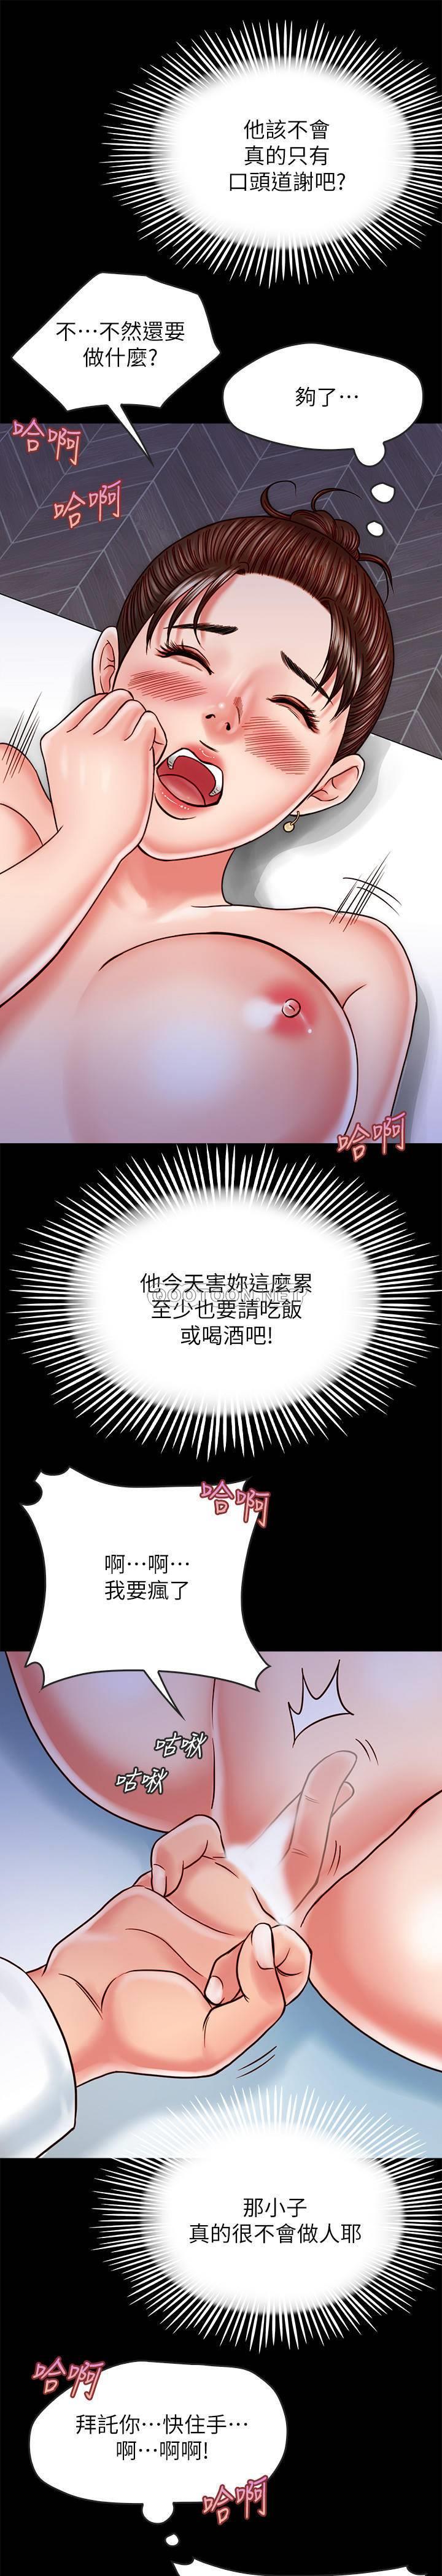 他該不會
真的只有
口頭道謝吧?
不…不然還要
做什麼?
夠了…
哈啊
哈啊
哈啊
他今天害妳這麼累
至少也要請吃飯
或喝酒吧!
哈啊
啊…啊…
我要瘋了
咕啾
咕啾
那小子
真的很不會做人耶
哈啊
拜託你…快住手…
啊…啊啊!
哈啊